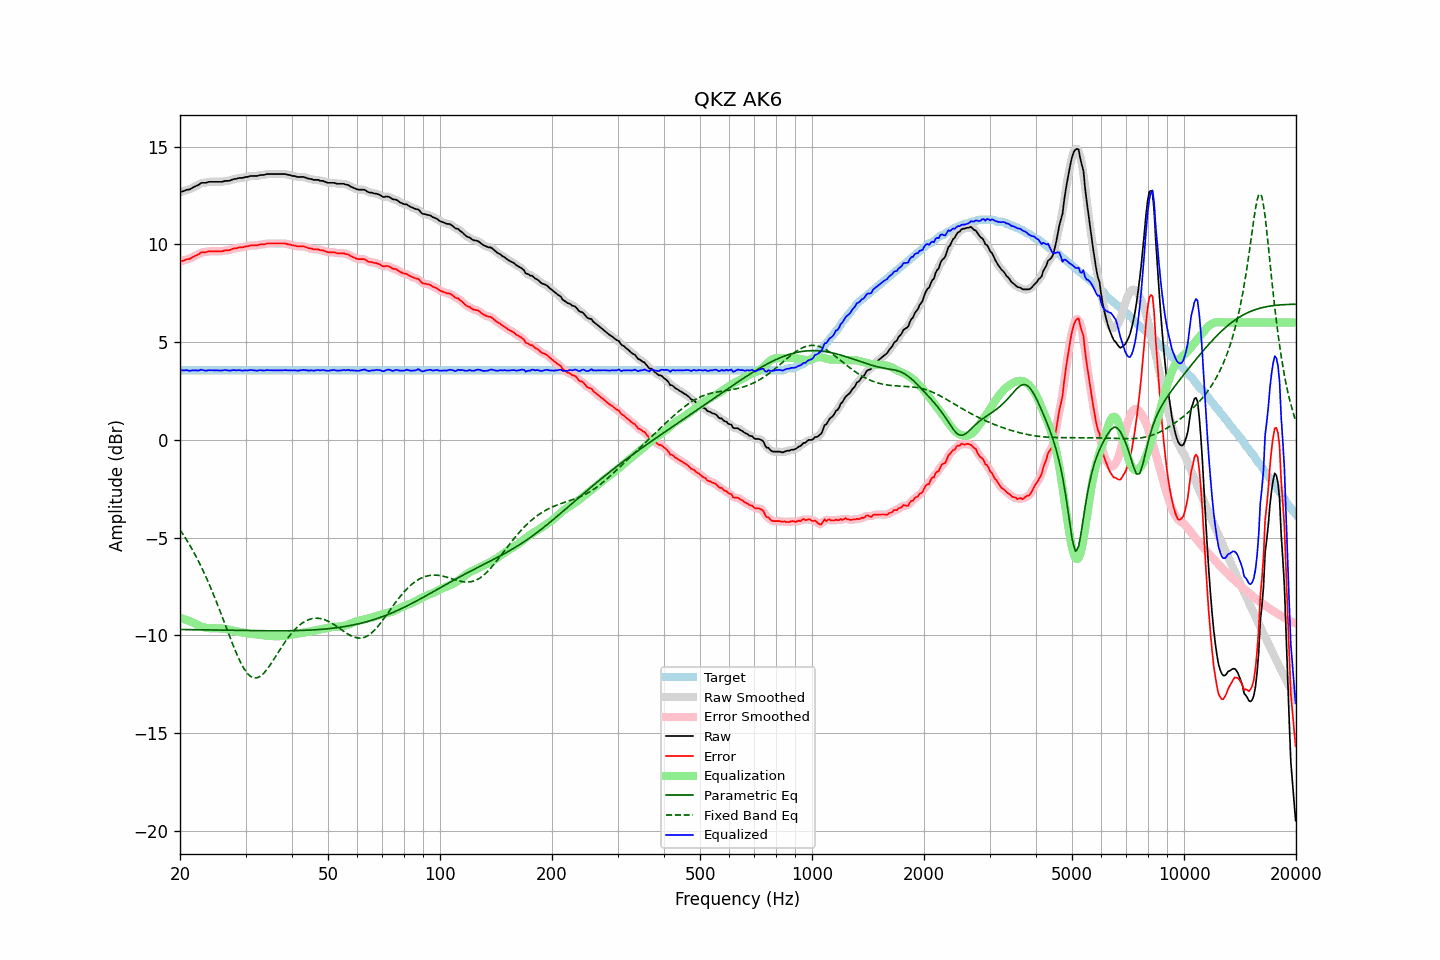 QKZ AK6
Amplitude (dBr)
15
10
5
0
−5
−10
−15
−20
Target
Raw Smoothed
Error Smoothed
Raw
Error
Equalization
Parametric Eq
Fixed Band Eq
Equalized
20 50 100 200 500 1000 2000 5000 10000 20000
Frequency (Hz)